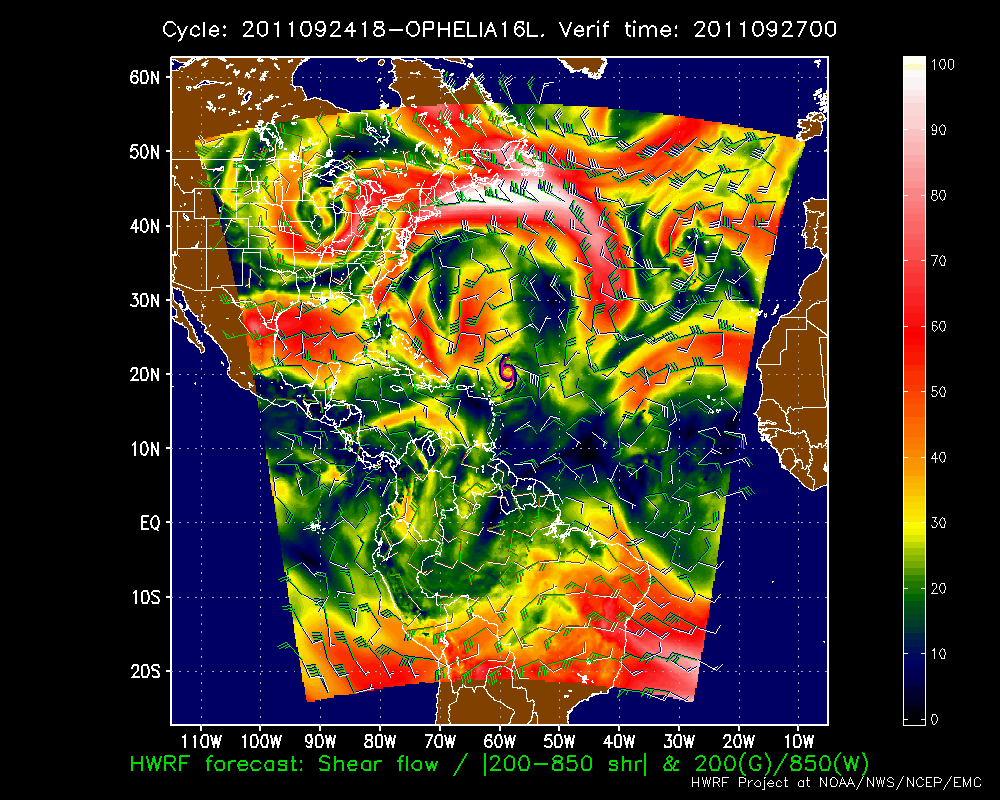 Cycle: 2011092418-OPHELIA16L. Verif time: 2011092700
60N
50N
40N
30N
20N
10N
EQ
10S
20S
110W 100W 90W 80W 70W 60W 50W 40W 30W 20W 10W
100
90
80
70
60
50
40
30
20
10
0
HWRF forecast: Shear flow / |200-850 shr| & 200(G)/850(W)
HWRF Project at NOAA/NWS/NCEP/EMC